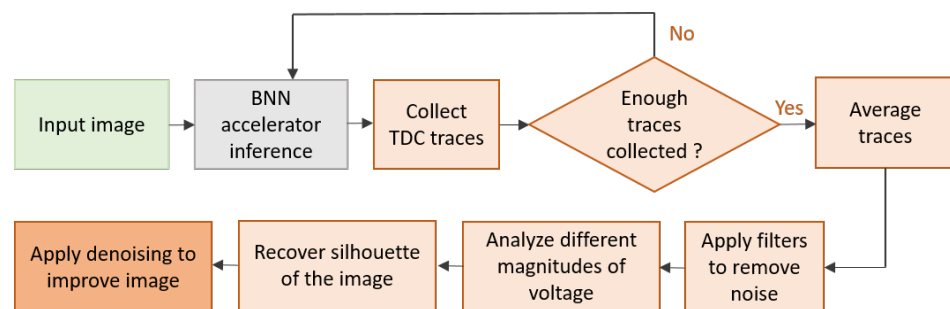 No
Input image
BNN
accelerator
inference
Collect
TDC traces
Enough
traces
collected ?
Yes
Average
traces
Apply denoising to
improve image
Recover silhouette
of the image
Analyze different
magnitudes of
voltage
Apply filters
to remove
noise